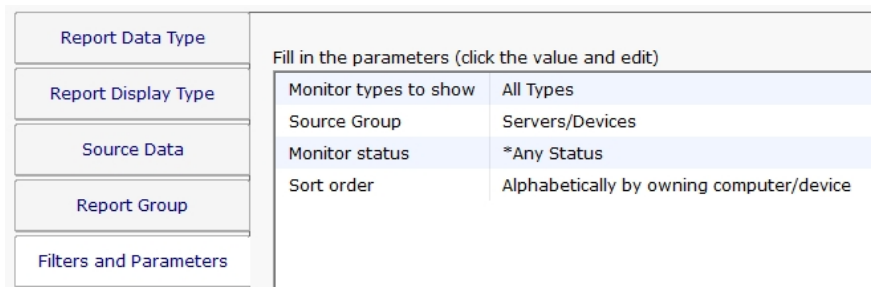 Report Data Type
Report Display Type
Source Data
Report Group
Filters and Parameters
Fill in the parameters (click the value and edit)
Monitor types to show All Types
Source Group Servers/Devices
Monitor status *Any Status
Sort order Alphabetically by owning computer/device